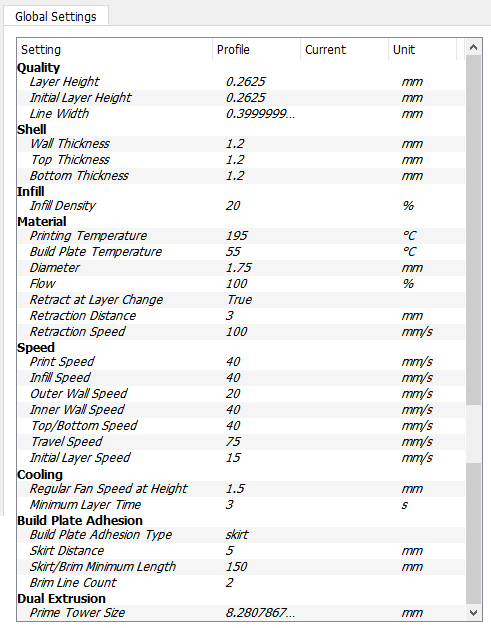 Global Settings
Setting Profile Current Unit
Quality
Layer Height 0.2625 mm
Initial Layer Height 0.2625 mm
Line Width 0.3999999... mm
Shell
Wall Thickness 1.2 mm
Top Thickness 1.2 mm
Bottom Thickness 1.2 mm
Infill
Infill Density 20 %
Material
Printing Temperature 195 °C
Build Plate Temperature 55 °C
Diameter 1.75 mm
Flow 100 %
Retract at Layer Change True
Retraction Distance 3 mm
Retraction Speed 100 mm/s
Speed
Print Speed 40 mm/s
Infill Speed 40 mm/s
Outer Wall Speed 20 mm/s
Inner Wall Speed 40 mm/s
Top/Bottom Speed 40 mm/s
Travel Speed 75 mm/s
Initial Layer Speed 15 mm/s
Cooling
Regular Fan Speed at Height 1.5 mm
Minimum Layer Time 3 s
Build Plate Adhesion
Build Plate Adhesion Type skirt
Skirt Distance 5 mm
Skirt/Brim Minimum Length 150 mm
Brim Line Count 2
Dual Extrusion
Prime Tower Size 8.2807867... mm